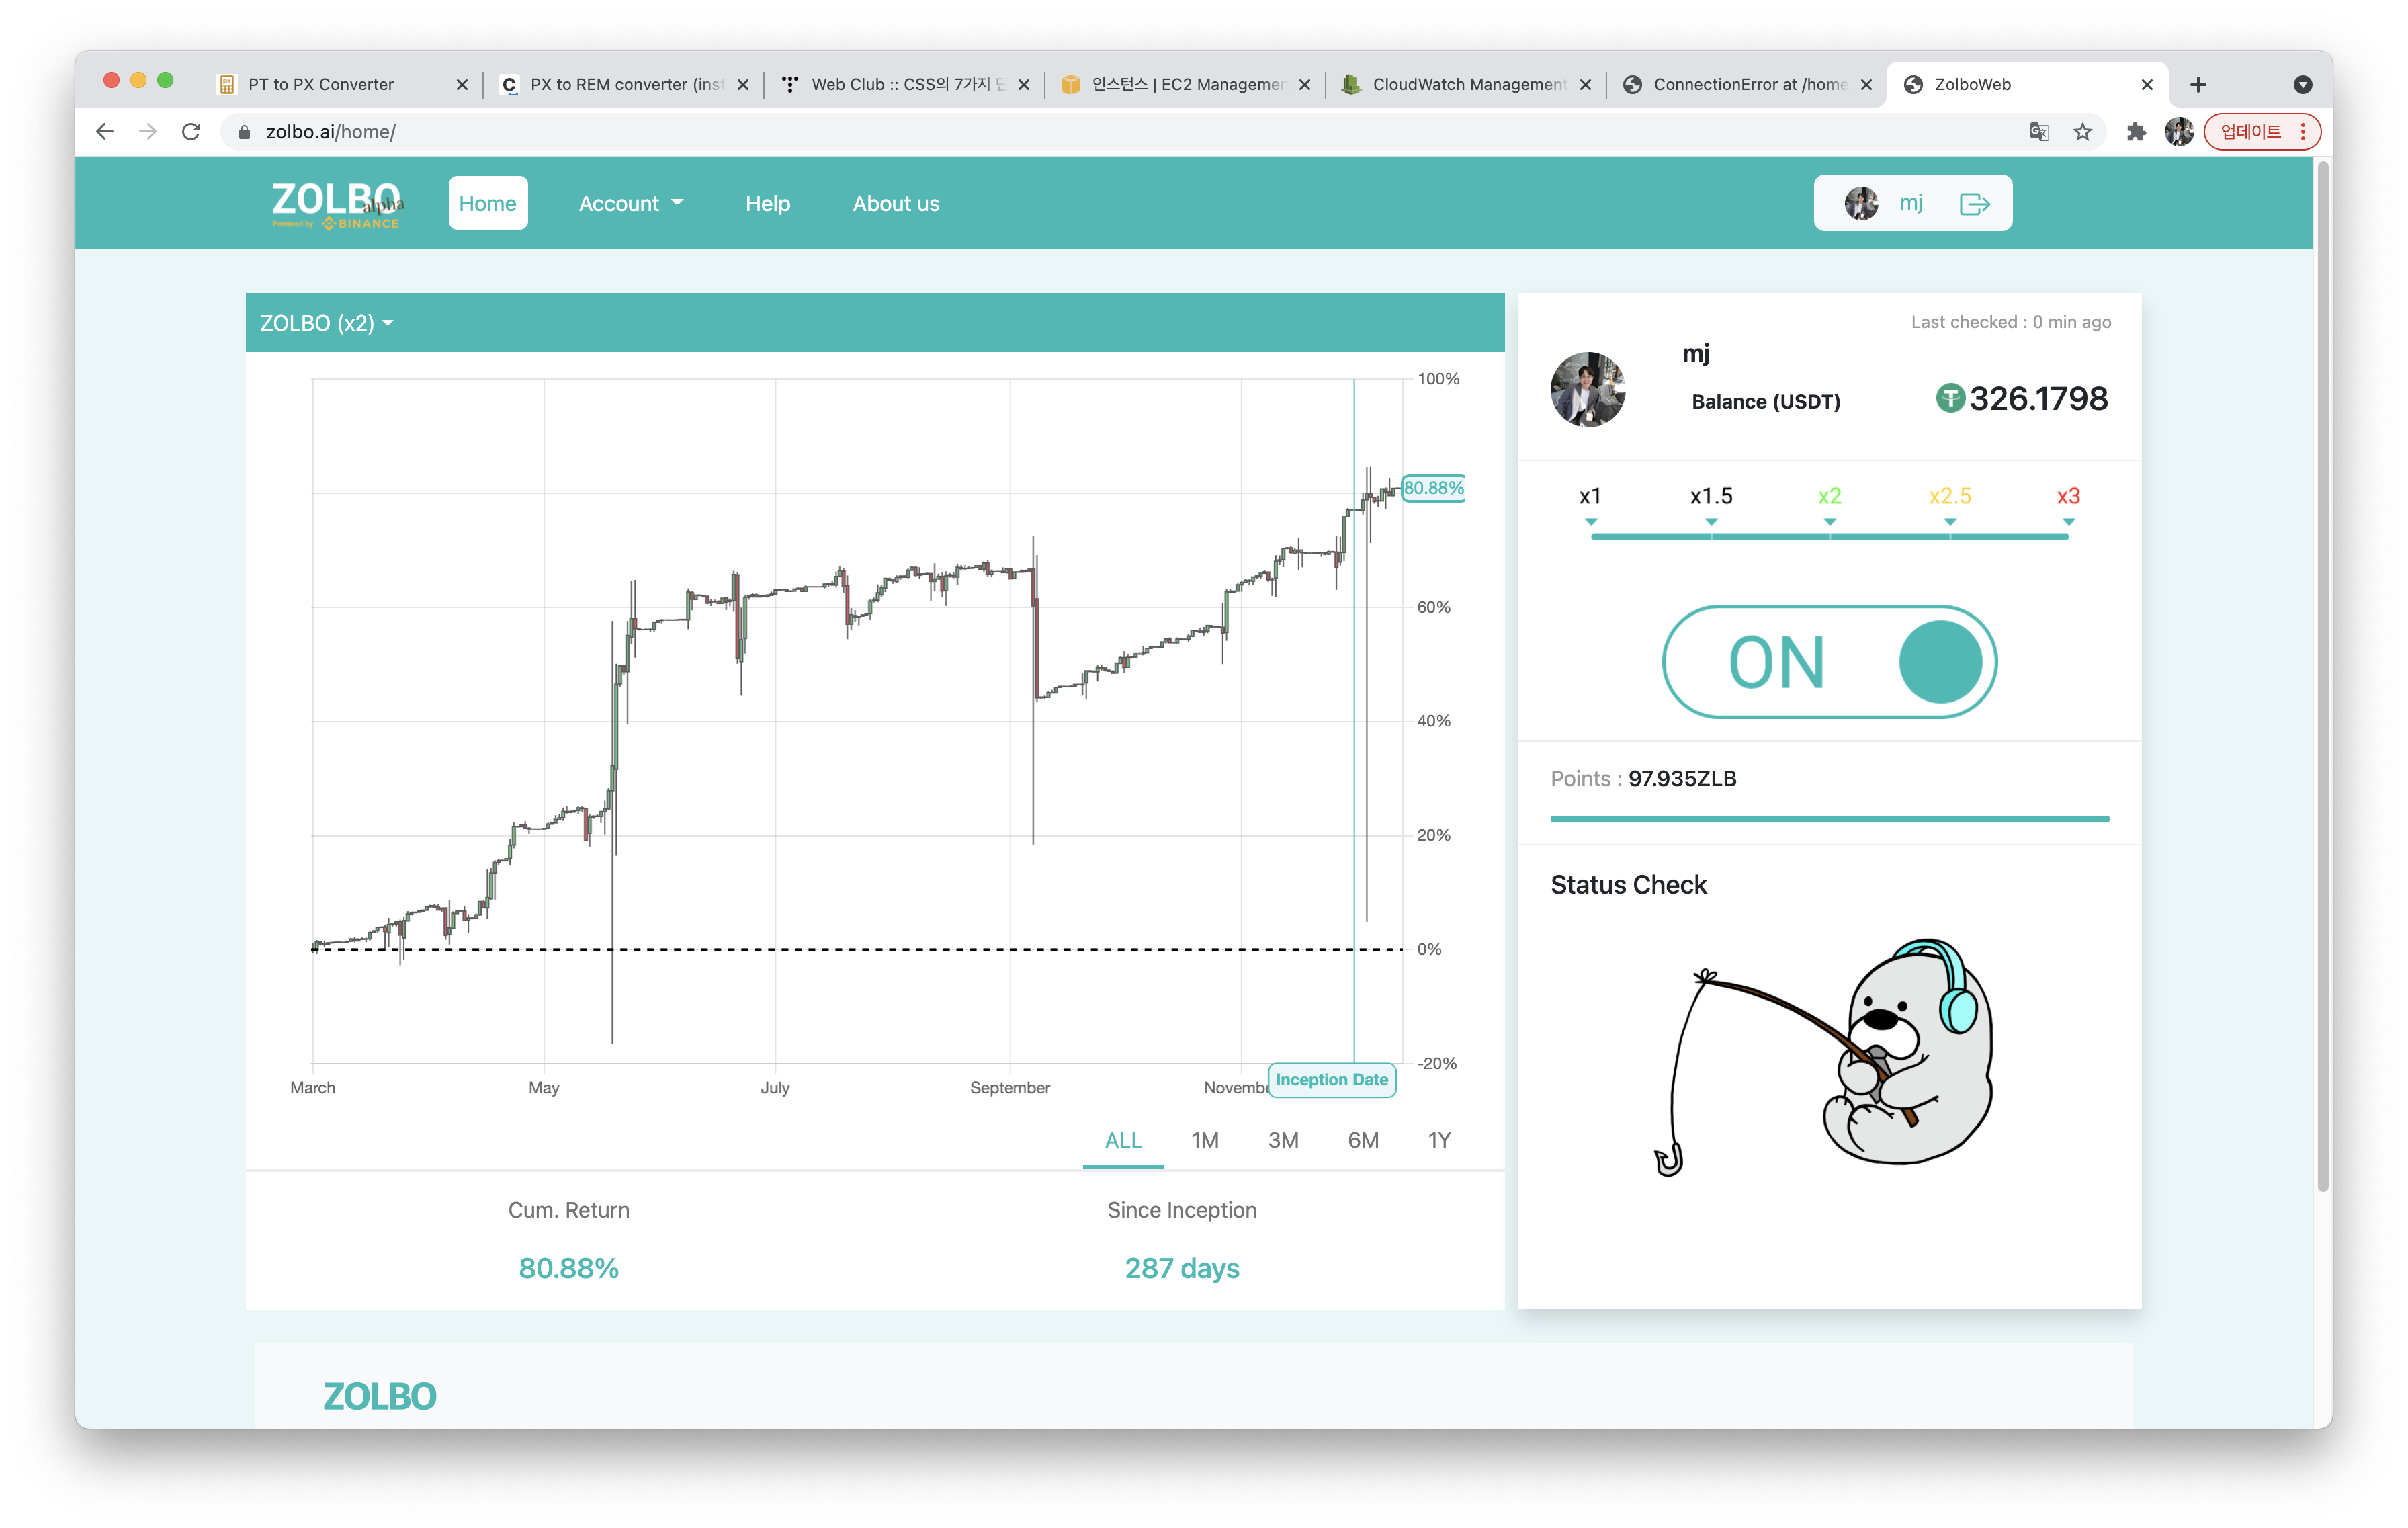 PT to PX Converter
PX to REM converter (inst
Web Club :: CSS의 7가지
인스턴스 | EC2 Managemen
CloudWatch Management
ConnectionError at /home
ZolboWeb
zolbo.ai/home/
업데이트
ZOLBO
alpha
Powered by BINANCE
Home
Account
Help
About us
mj
ZOLBO (x2)
100%
80.88%
60%
40%
20%
0%
-20%
March
May
July
September
Novembe
Inception Date
ALL
1M
3M
6M
1Y
Cum. Return
Since Inception
80.88%
287 days
Last checked : 0 min ago
mj
Balance (USDT)
326.1798
x1
x1.5
x2
x2.5
x3
ON
Points : 97.935ZLB
Status Check
ZOLBO